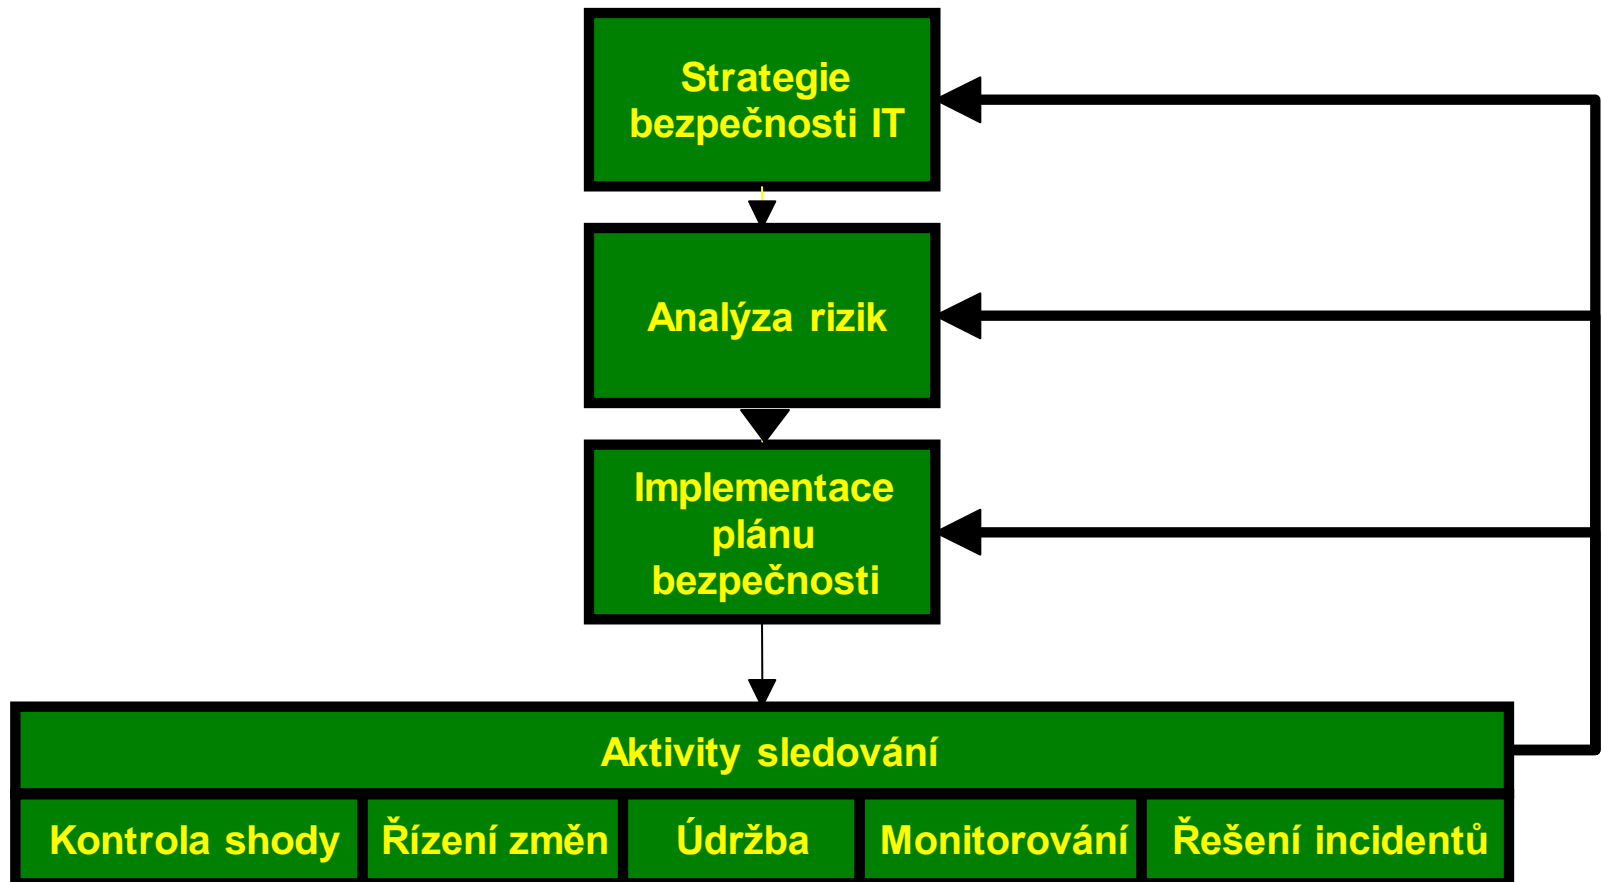 Strategie
bezpečnosti IT
Analýza rizik
Implementace
plánu
bezpečnosti
Aktivity sledování
Kontrola shody
Řízení změn
Údržba
Monitorování
Řešení incidentů